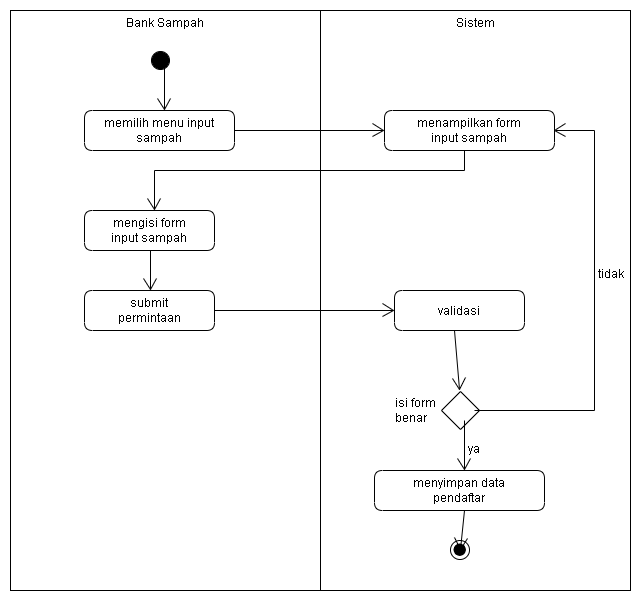 Bank Sampah
Sistem
memilih menu input
sampah
menampilkan form
input sampah
mengisi form
input sampah
tidak
submit
permintaan
validasi
isi form
benar
ya
menyimpan data
pendaftar